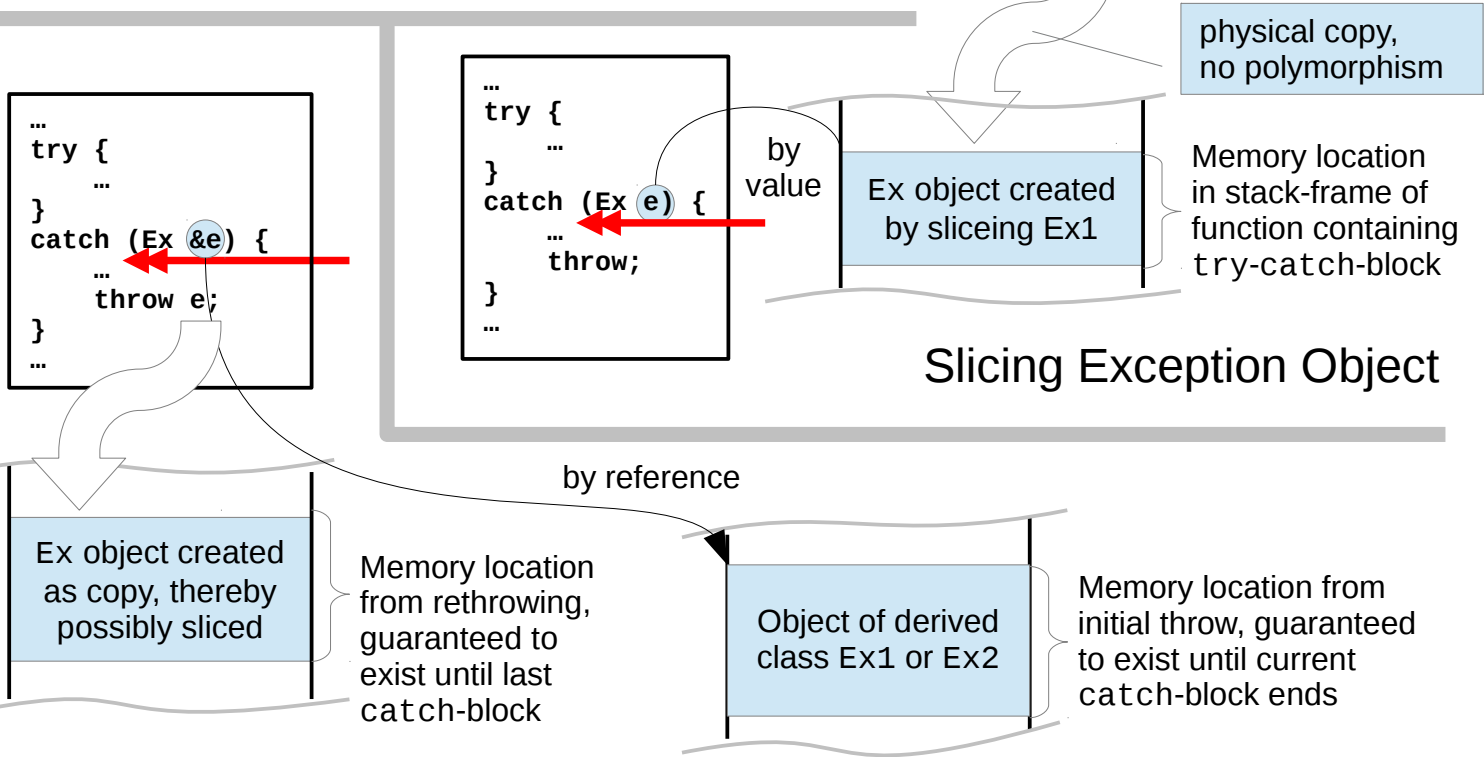 physical copy,
no polymorphism
…
try {
…
}
catch (Ex e) {
…
throw;
}
…
by
value
Ex object created
by sliceing Ex1
Memory location
in stack-frame of
function containing
try-catch-block
Slicing Exception Object
…
try {
…
}
catch (Ex &e) {
…
throw e;
}
…
by reference
Ex object created
as copy, thereby
possibly sliced
Memory location
from rethrowing,
guaranteed to
exist until last
catch-block
Object of derived
class Ex1 or Ex2
Memory location from
initial throw, guaranteed
to exist until current
catch-block ends